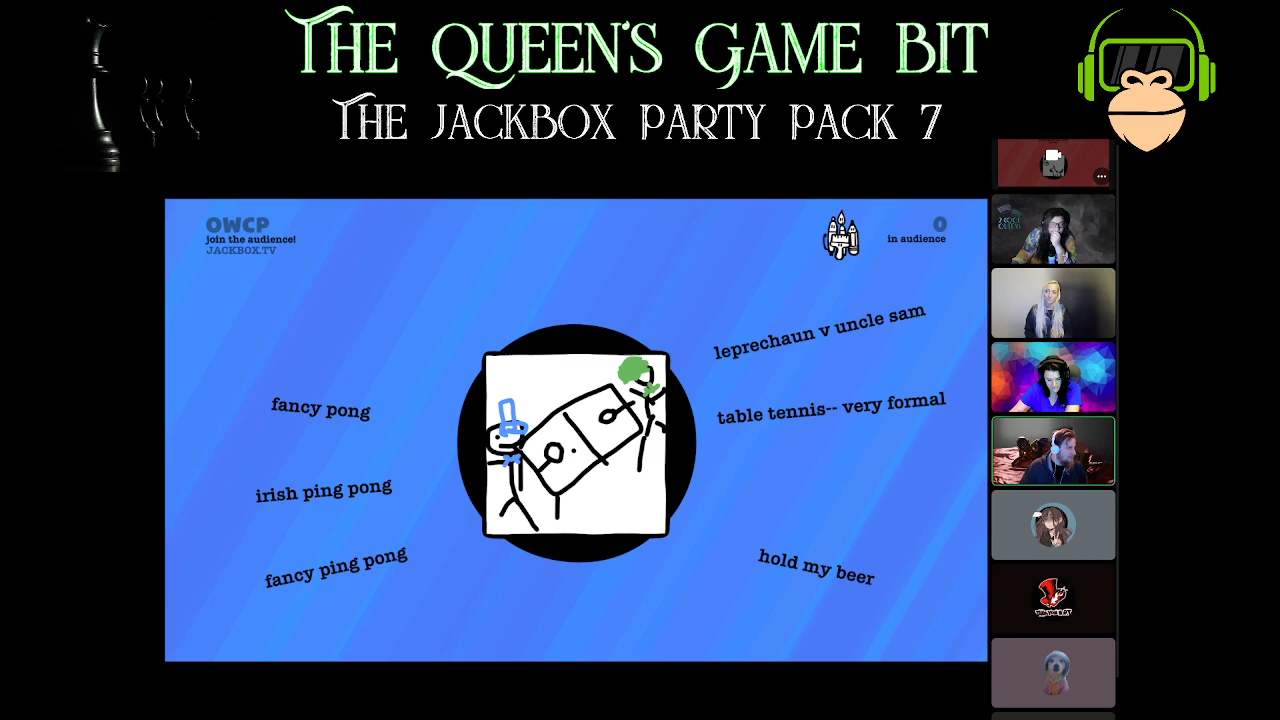 THE QUEEN'S GAME BIT
THE JACKBOX PARTY PACK 7
OWCP
join the audience!
JACKBOX.TV
0
in audience
leprechaun v uncle sam
fancy pong
table tennis-- very formal
irish ping pong
fancy ping pong
hold my beer